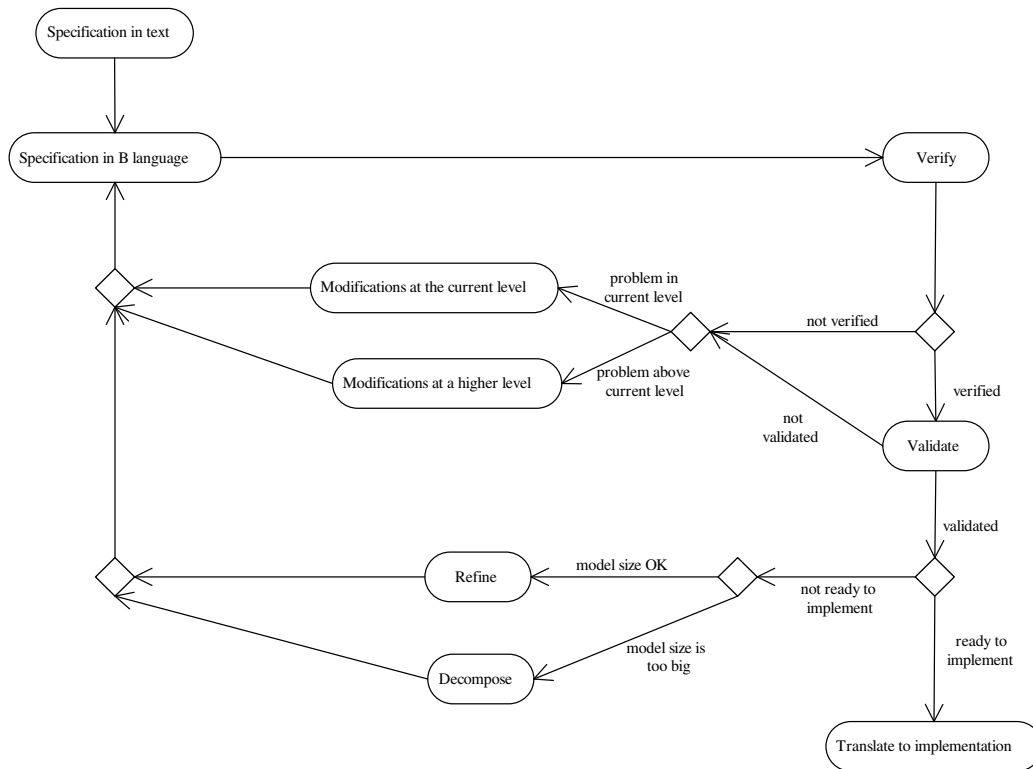 Specification in text
Specification in B language
Verify
Modifications at the current level
problem in
current level
not verified
Modifications at a higher level
problem above
current level
verified
not
validated
Validate
validated
Refine
model size OK
not ready to
implement
ready to
implement
model size is
too big
Decompose
Translate to implementation